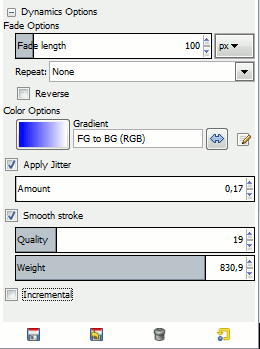 Dynamics Options
Fade Options
Fade length 100 px
Repeat: None
Reverse
Color Options
Gradient
FG to BG (RGB)
Apply Jitter
Amount 0,17
Smooth stroke
Quality 19
Weight 830,9
Incremental